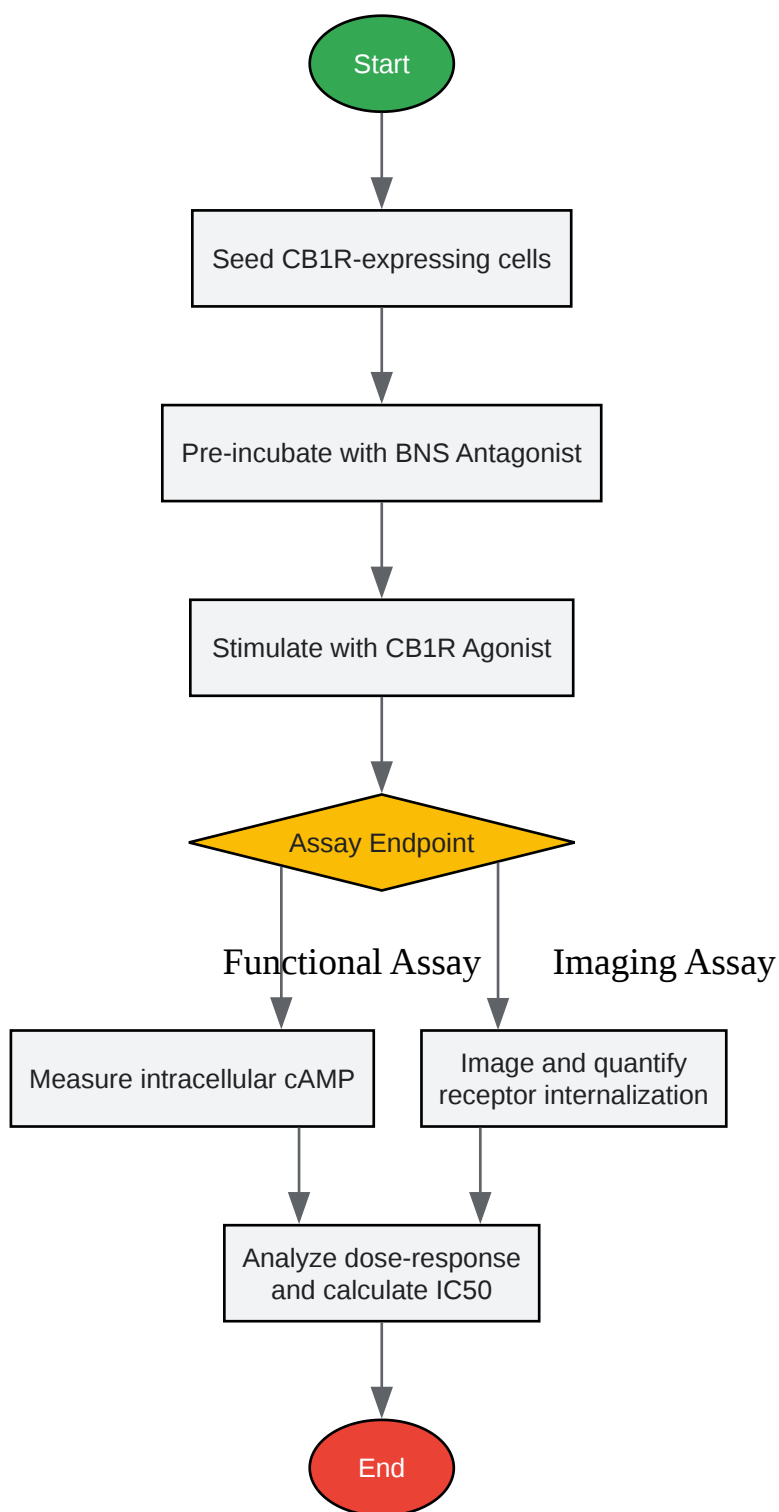 Start
Seed CB1R-expressing cells
Pre-incubate with BNS Antagonist
Stimulate with CB1R Agonist
Assay Endpoint
Functional Assay
Imaging Assay
Measure intracellular cAMP
Image and quantify
receptor internalization
Analyze dose-response
and calculate IC50
End